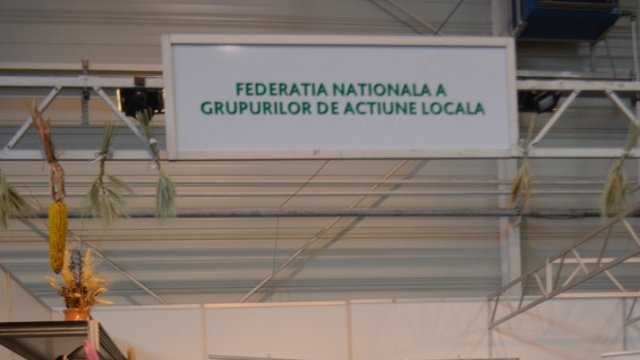 FEDERATIA NATIONALA A
GRUPURILOR DE ACTIUNE LOCALA